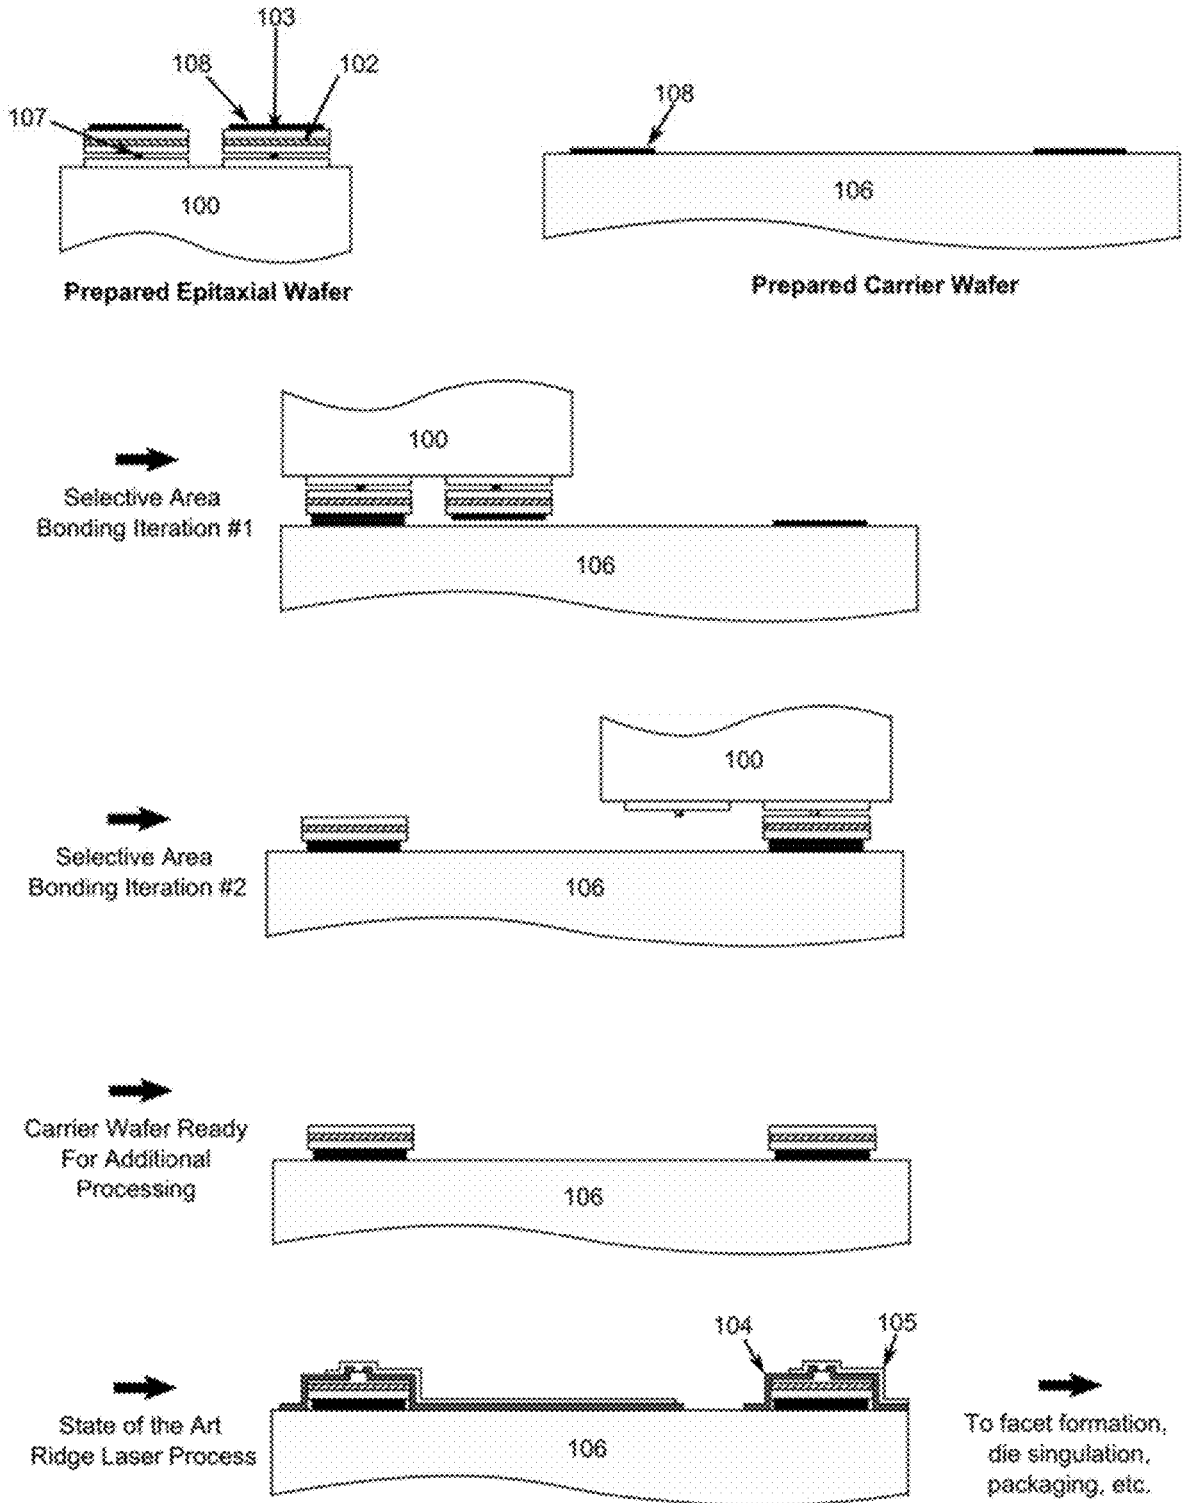 103
108
102
107
108
100
106
Prepared Epitaxial Wafer
Prepared Carrier Wafer
100
Selective Area
Bonding Iteration #1
106
100
Selective Area
Bonding Iteration #2
106
Carrier Wafer Ready
For Additional
Processing
106
104
105
State of the Art
Ridge Laser Process
106
To facet formation,
die singulation,
packaging, etc.